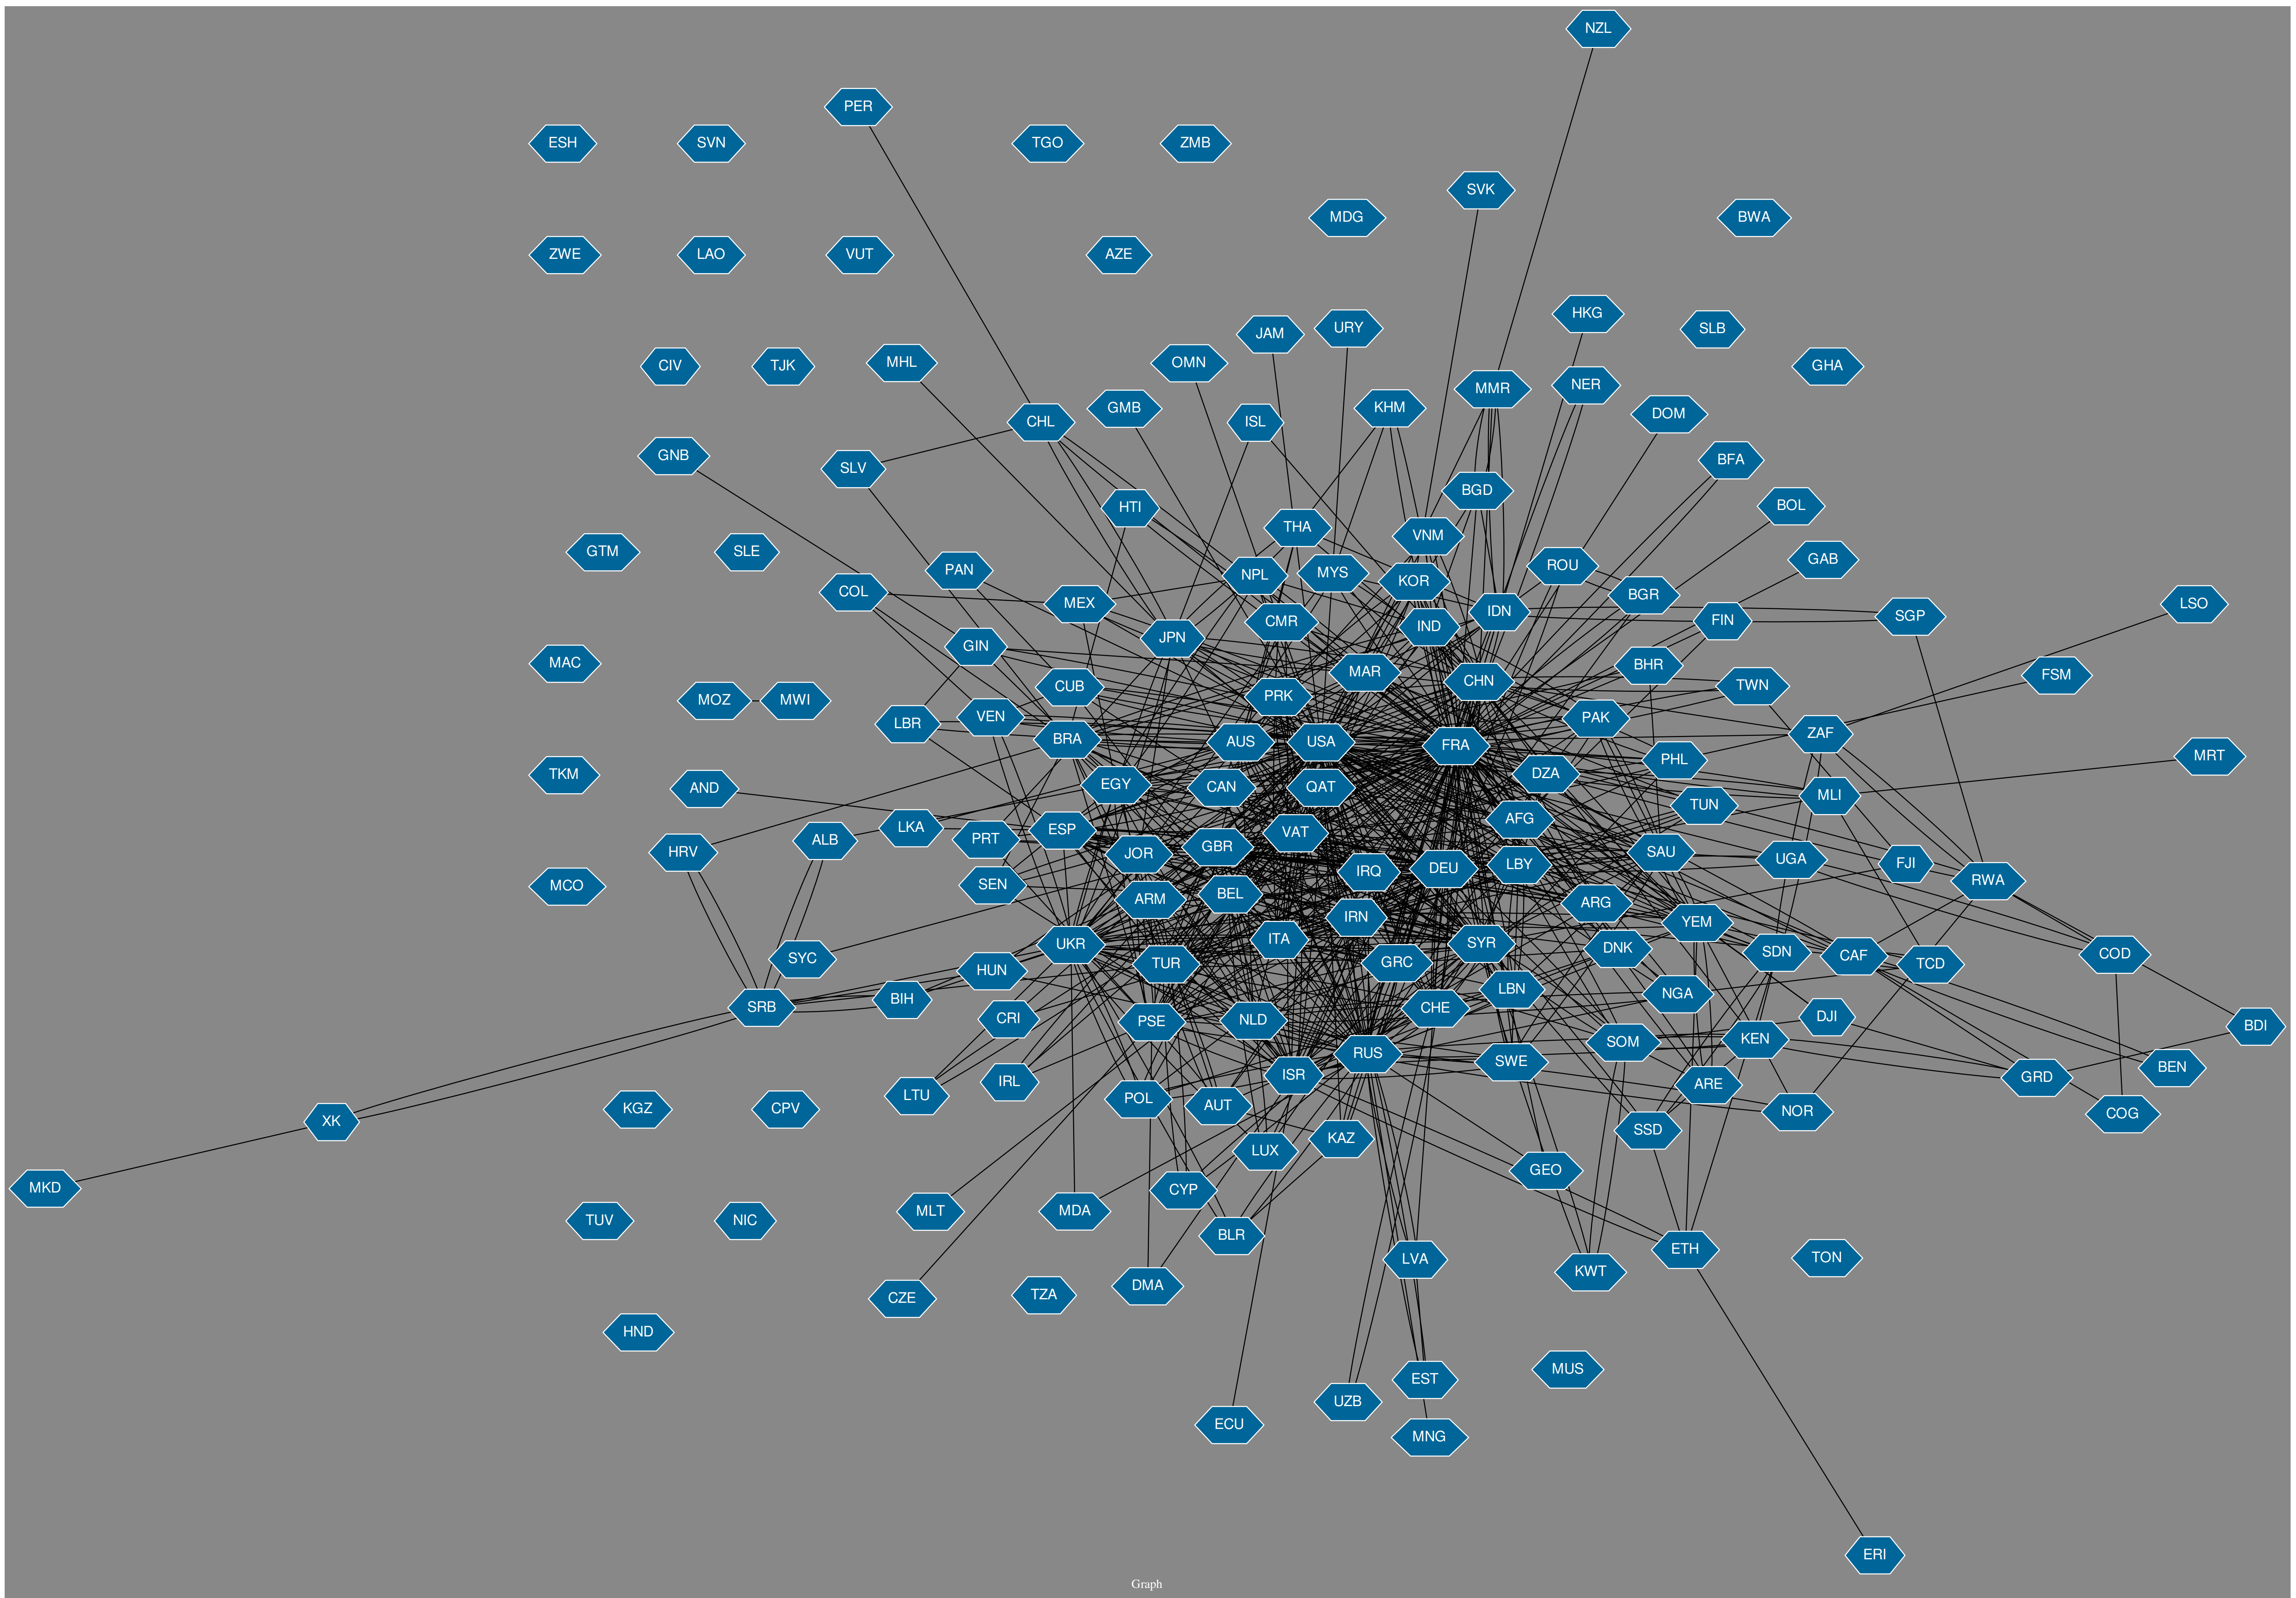 NZL
PER
ESH
SVN
TGO
ZMB
SVK
MDG
BWA
ZWE
LAO
VUT
AZE
HKG
JAM
URY
SLB
CIV
TJK
MHL
OMN
GHA
NER
MMR
GMB
KHM
DOM
CHL
ISL
GNB
SLV
BFA
BGD
HTI
BOL
THA
VNM
GTM
SLE
GAB
ROU
PAN
NPL
MYS
KOR
COL
BGR
MEX
LSO
IDN
SGP
CMR
FIN
IND
JPN
GIN
MAC
BHR
MAR
FSM
CHN
CUB
TWN
PRK
MOZ
MWI
VEN
PAK
LBR
ZAF
BRA
AUS
USA
FRA
MRT
PHL
TKM
DZA
EGY
AND
CAN
QAT
MLI
TUN
AFG
LKA
ESP
VAT
PRT
ALB
GBR
HRV
JOR
SAU
UGA
FJI
LBY
DEU
IRQ
RWA
MCO
SEN
BEL
ARM
ARG
IRN
YEM
ITA
UKR
SYR
DNK
SDN
COD
CAF
SYC
GRC
TUR
TCD
HUN
LBN
NGA
BIH
SRB
CHE
DJI
CRI
NLD
PSE
BDI
KEN
SOM
RUS
SWE
BEN
ISR
GRD
IRL
ARE
LTU
POL
AUT
KGZ
CPV
NOR
COG
XK
SSD
KAZ
LUX
GEO
MKD
CYP
MLT
MDA
TUV
NIC
BLR
ETH
TON
LVA
KWT
DMA
TZA
CZE
HND
MUS
EST
UZB
ECU
MNG
ERI
Graph